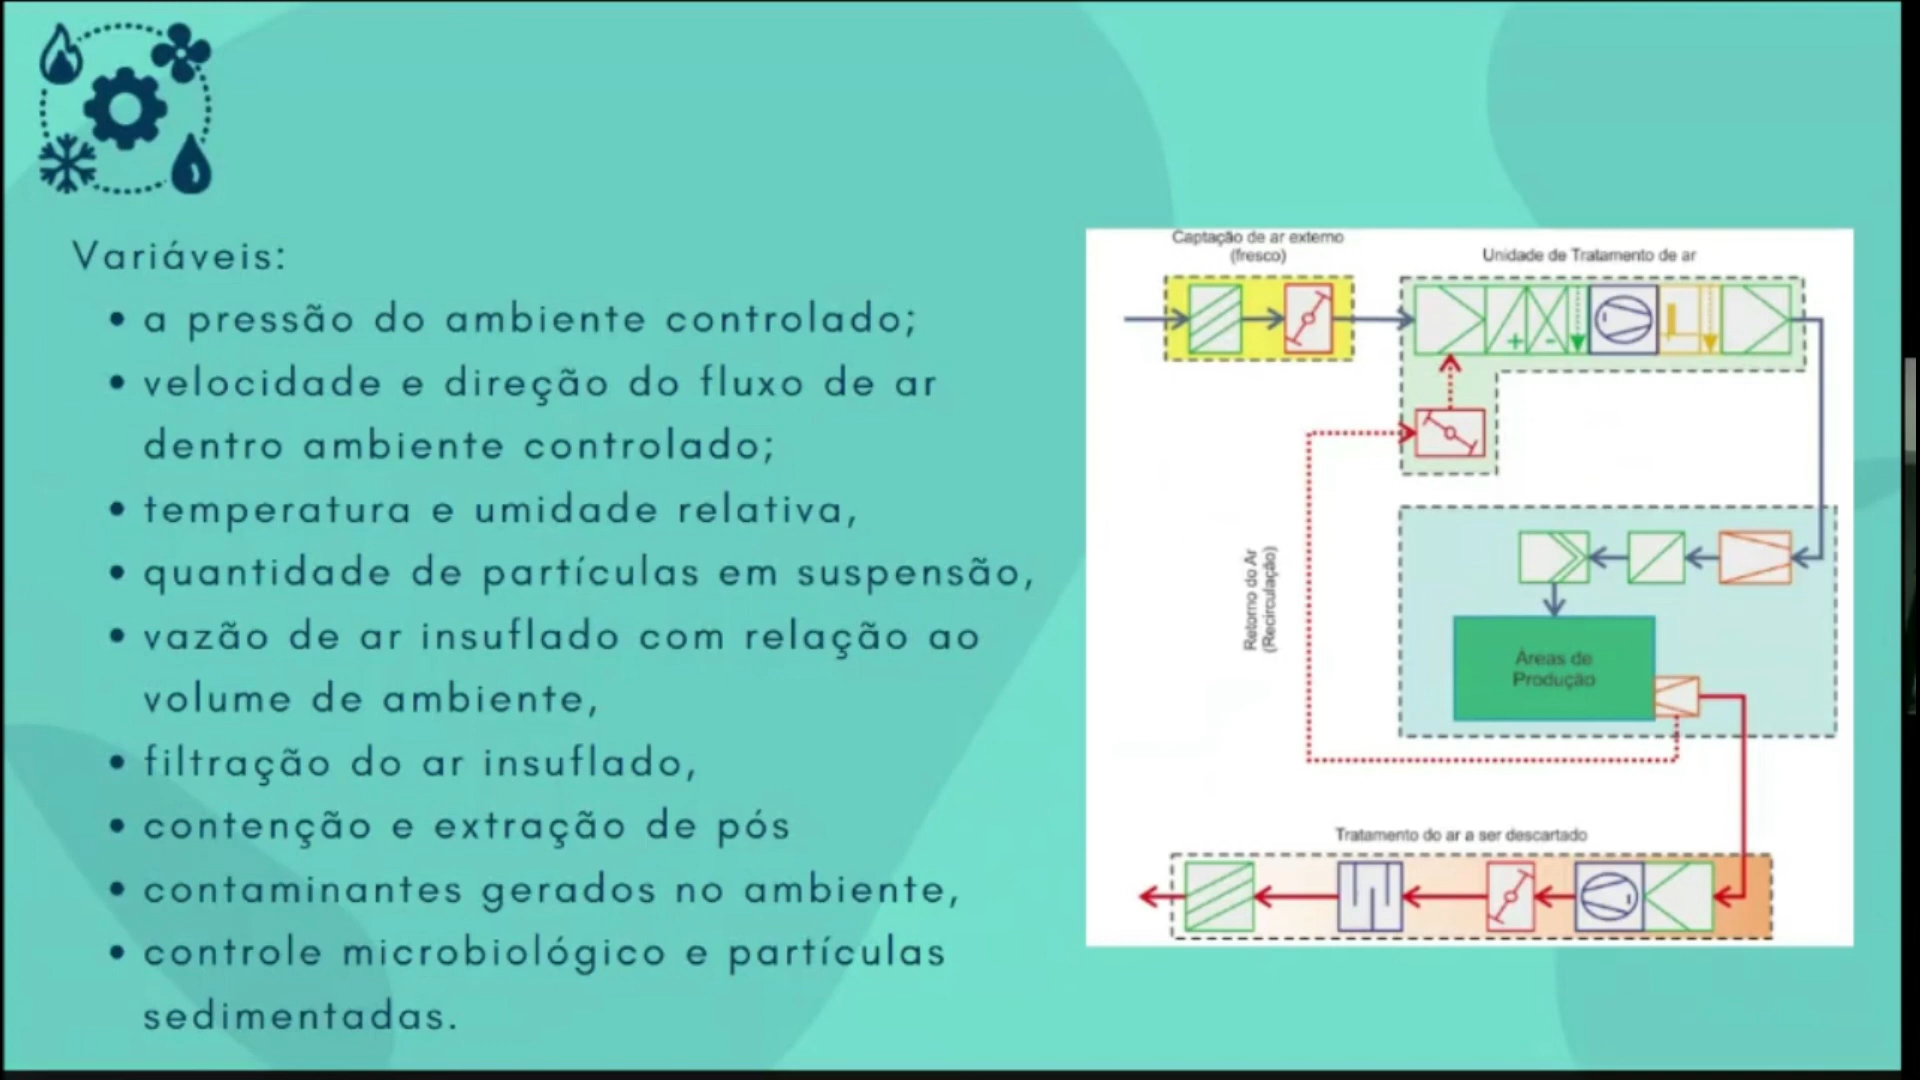 Variáveis:
• a pressão do ambiente controlado;
• velocidade e direção do fluxo de ar
dentro ambiente controlado;
• temperatura e umidade relativa,
• quantidade de partículas em suspensão,
• vazão de ar insuflado com relação ao
volume de ambiente,
• filtração do ar insuflado,
• contenção e extração de pós
• contaminantes gerados no ambiente,
• controle microbiológico e partículas
sedimentadas.
Captação de ar externo
(fresco)
Unidade de Tratamento de ar
+ -
Retorno do Ar
(Recirculação)
Áreas de
Produção
Tratamento do ar a ser descartado